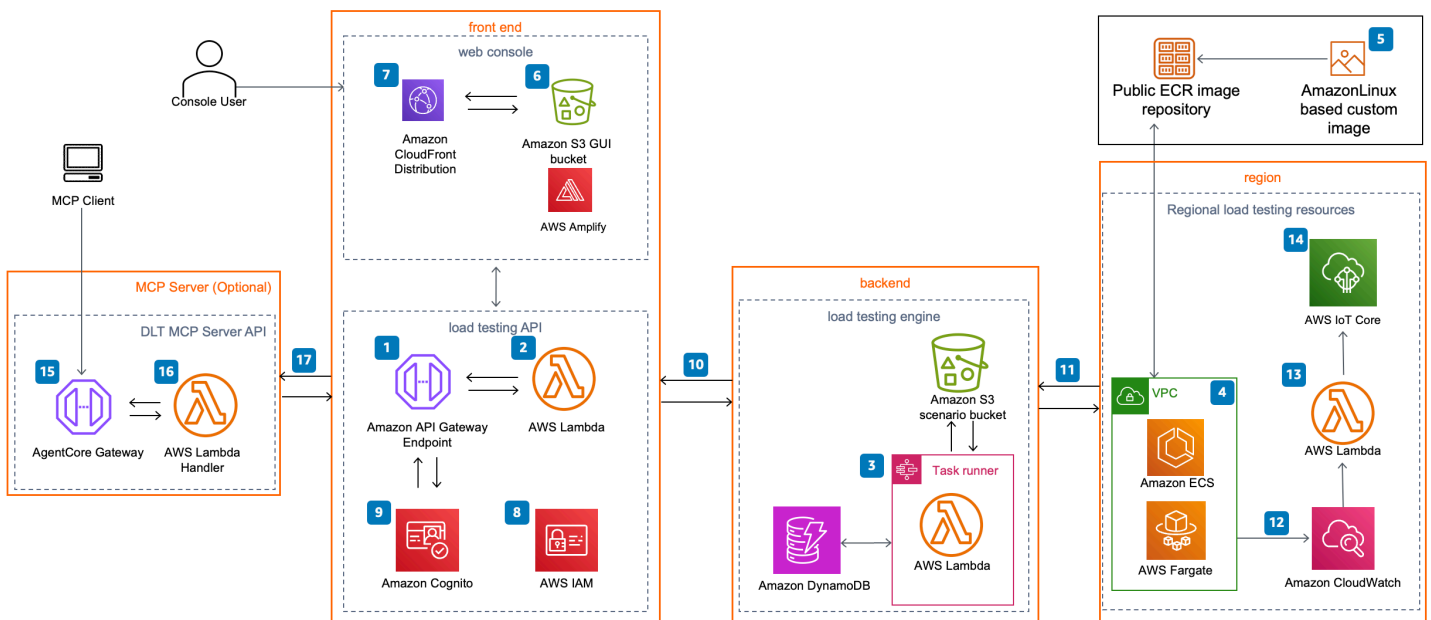 Console User
MCP Client
MCP Server (Optional)
DLT MCP Server API
15
AgentCore Gateway
16
AWS Lambda
Handler
17
front end
web console
7
Amazon
CloudFront
Distribution
6
Amazon S3 GUI
bucket
AWS Amplify
load testing API
1
Amazon API Gateway
Endpoint
2
AWS Lambda
9
Amazon Cognito
8
AWS IAM
10
backend
load testing engine
Amazon S3
scenario bucket
3
Task runner
AWS Lambda
Amazon DynamoDB
11
Public ECR image
repository
5
AmazonLinux
based custom
image
region
Regional load testing resources
14
AWS IoT Core
13
AWS Lambda
VPC
4
Amazon ECS
AWS Fargate
12
Amazon CloudWatch